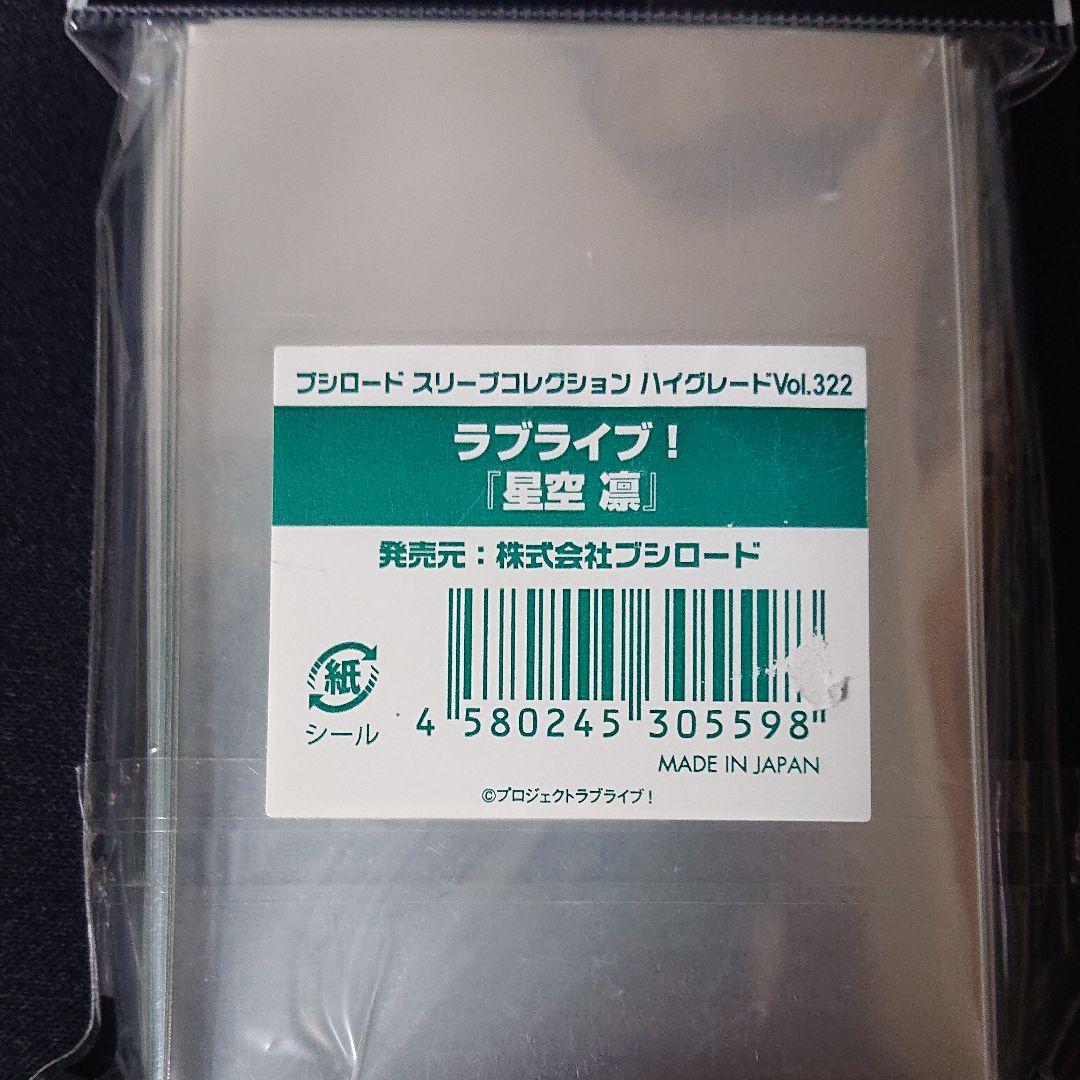 ブシロード スリーブコレクション ハイグレードVol.322
ラブライブ!
『星空 凛』
発売元:株式会社ブシロード
紙
シール
4 580245 305598
MADE IN JAPAN
©プロジェクトラブライブ!